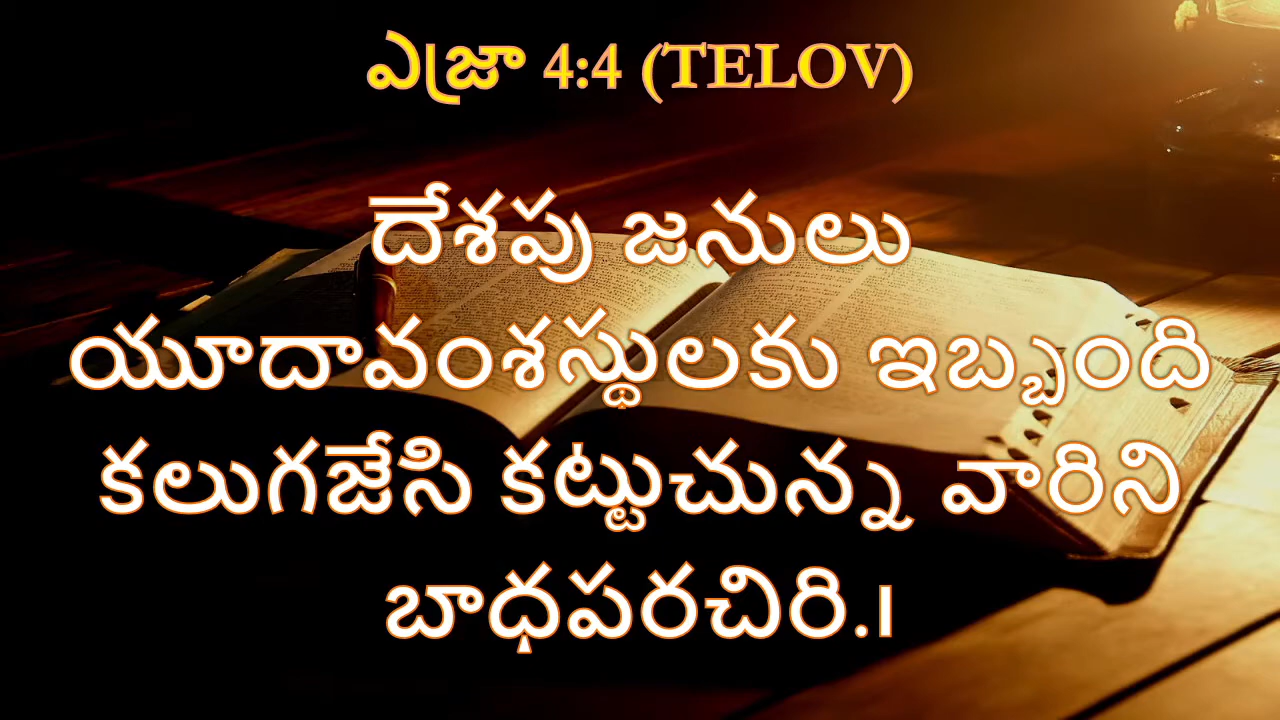 ఎజ్రా 4:4 (TELOV)
దేశపు జనులు
యూదావంశస్థులకు ఇబ్బంది
కలుగజేసి కట్టుచున్న వారిని
బాధపరచిరి.।